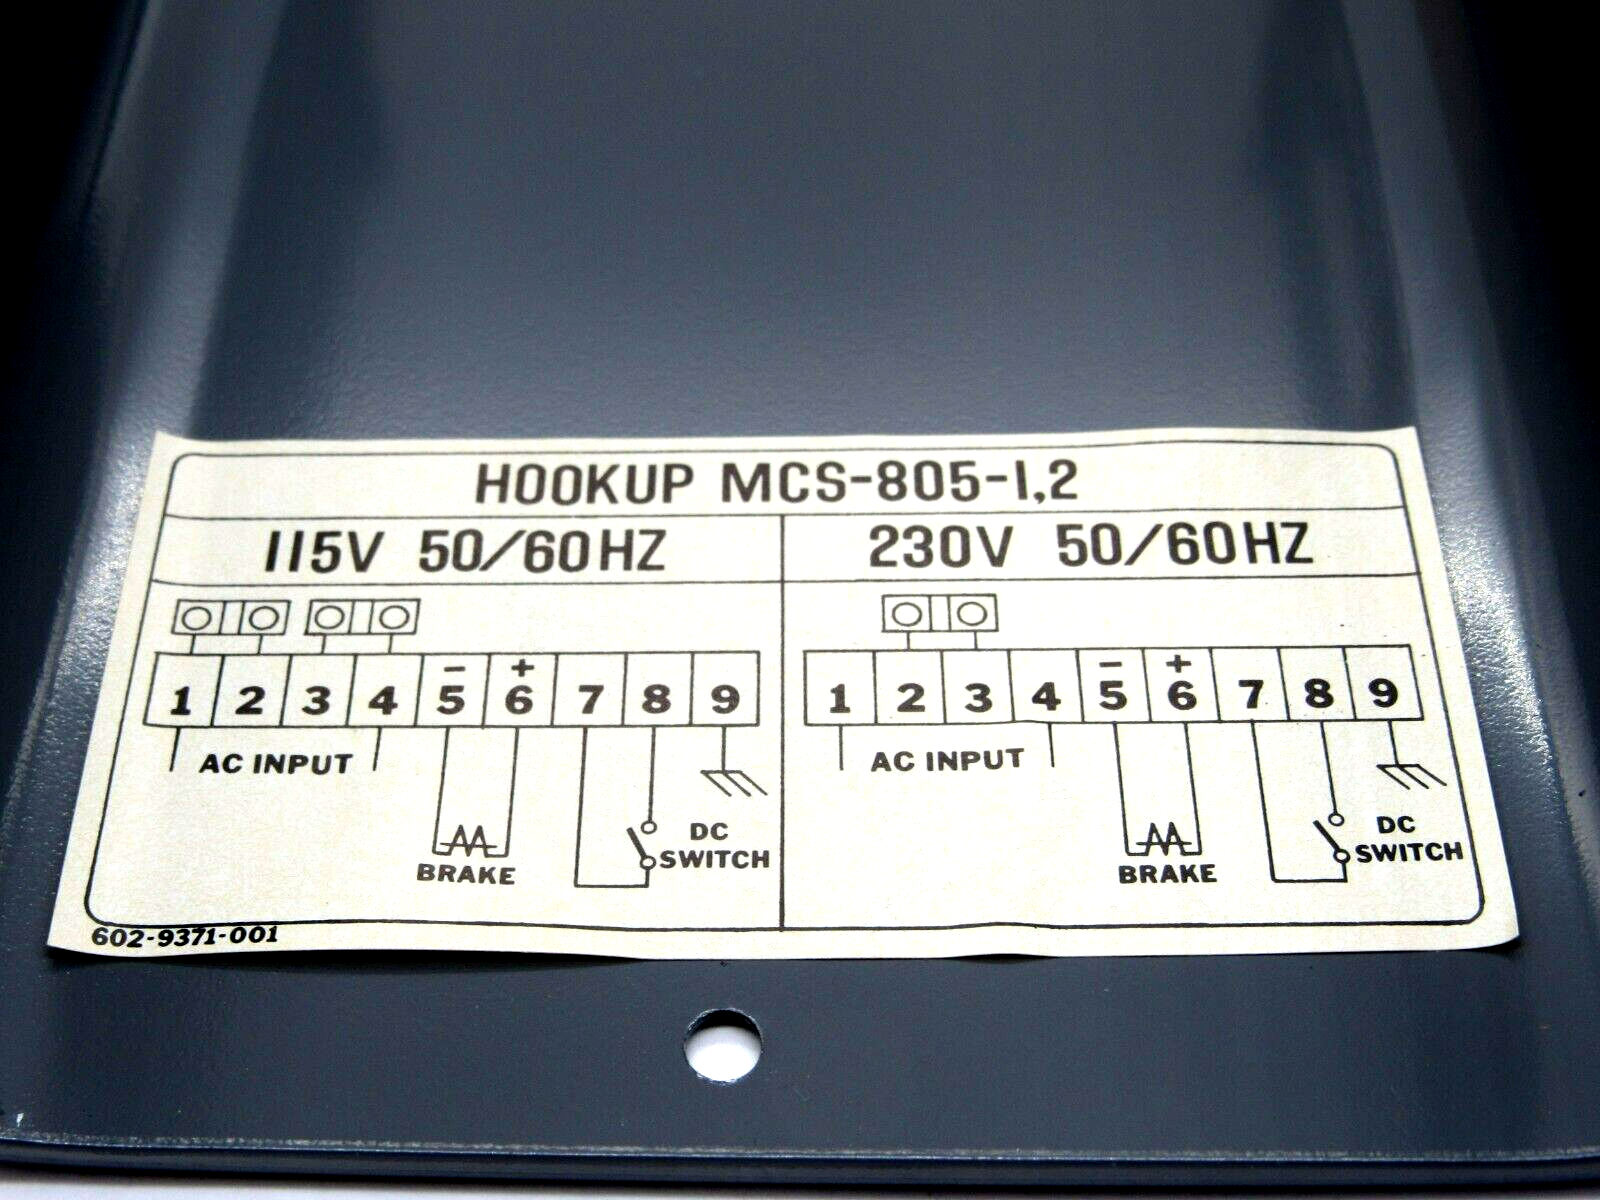 HOOKUP MCS-805-1,2
115V 50/60HZ
230V 50/60HZ
- +
1 2 3 4 5 6 7 8 9
- +
1 2 3 4 5 6 7 8 9
AC INPUT
AC INPUT
DC
SWITCH
BRAKE
DC
SWITCH
BRAKE
602-9371-001